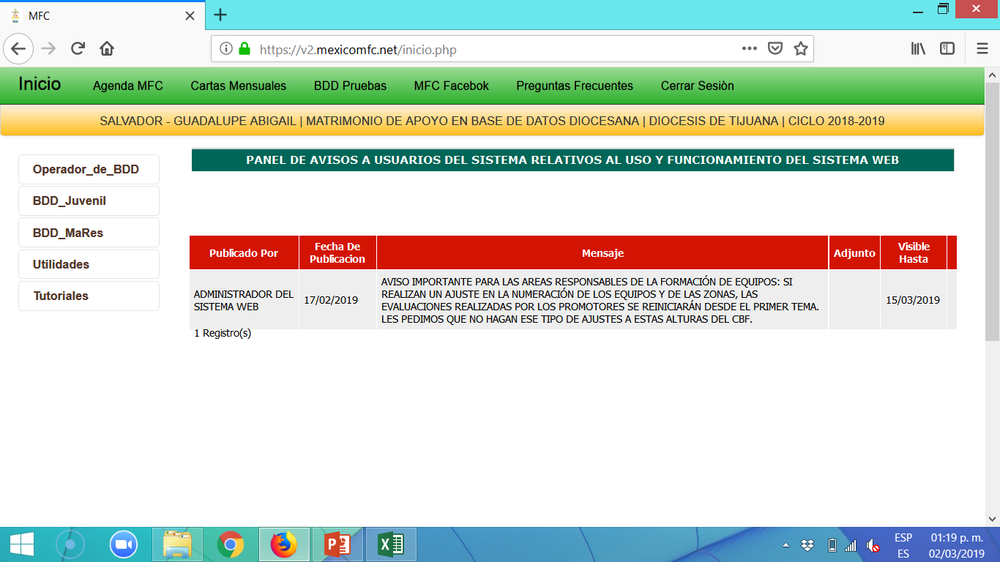 MFC
https://v2.mexicomfc.net/inicio.php
Inicio
Agenda MFC
Cartas Mensuales
BDD Pruebas
MFC Facebok
Preguntas Frecuentes
Cerrar Sesiòn
SALVADOR - GUADALUPE ABIGAIL | MATRIMONIO DE APOYO EN BASE DE DATOS DIOCESANA | DIOCESIS DE TIJUANA | CICLO 2018-2019
Operador_de_BDD
BDD_Juvenil
BDD_MaRes
Utilidades
Tutoriales
PANEL DE AVISOS A USUARIOS DEL SISTEMA RELATIVOS AL USO Y FUNCIONAMIENTO DEL SISTEMA WEB
Publicado Por
Fecha De
Publicacion
Mensaje
Adjunto
Visible
Hasta
ADMINISTRADOR DEL
SISTEMA WEB
17/02/2019
AVISO IMPORTANTE PARA LAS AREAS RESPONSABLES DE LA FORMACIÓN DE EQUIPOS: SI
REALIZAN UN AJUSTE EN LA NUMERACIÓN DE LOS EQUIPOS Y DE LAS ZONAS, LAS
EVALUACIONES REALIZADAS POR LOS PROMOTORES SE REINICIARÁN DESDE EL PRIMER TEMA.
LES PEDIMOS QUE NO HAGAN ESE TIPO DE AJUSTES A ESTAS ALTURAS DEL CBF.
15/03/2019
1 Registro(s)
ESP
ES
01:19 p. m.
02/03/2019